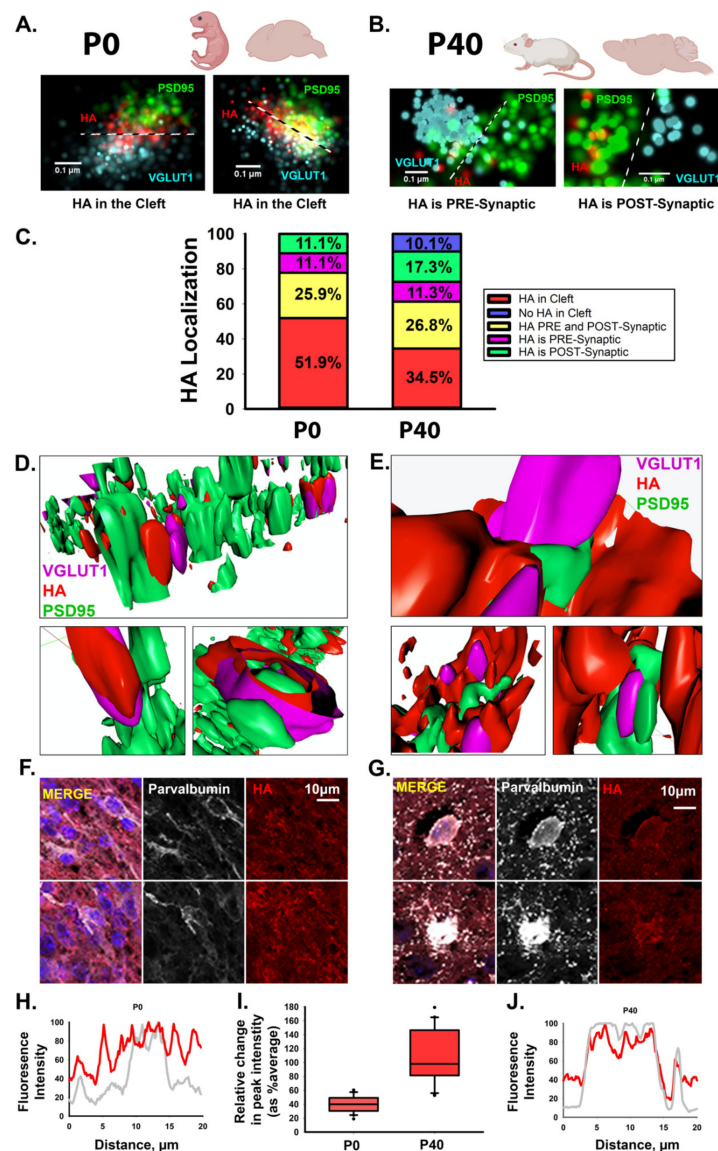 A.
P0
PSD95
HA
0.1 µm
VGLUT1
HA in the Cleft
PSD95
HA
0.1 µm
VGLUT1
HA in the Cleft
B.
P40
PSD95
VGLUT1
0.1 µm
HA
HA is PRE-Synaptic
PSD95
HA
0.1 µm
VGLUT1
HA is POST-Synaptic
C.
HA Localization
100
80
60
40
20
0
11.1%
11.1%
25.9%
51.9%
P0
10.1%
17.3%
11.3%
26.8%
34.5%
P40
HA in Cleft
No HA in Cleft
HA PRE and POST-Synaptic
HA is PRE-Synaptic
HA is POST-Synaptic
D.
VGLUT1
HA
PSD95
E.
VGLUT1
HA
PSD95
F.
MERGE
Parvalbumin
HA
10µm
G.
MERGE
Parvalbumin
HA
10µm
H.
P0
Fluoresence
Intensity
100
80
60
40
20
0
0 5 10 15 20
Distance, µm
I.
Relative change
in peak intenstity
(as %average)
180
160
140
120
100
80
60
40
20
0
P0 P40
J.
P40
Fluoresence
Intensity
100
80
60
40
20
0
0 5 10 15 20
Distance, µm